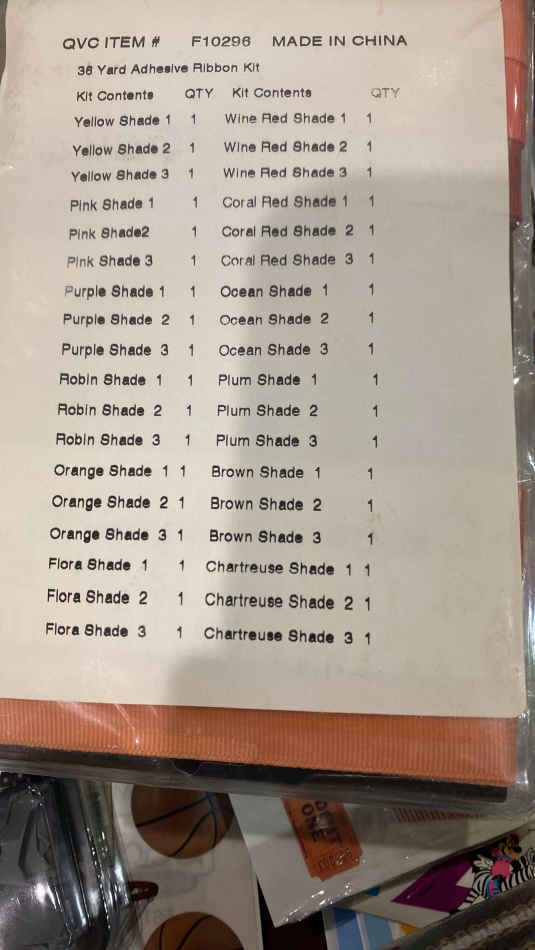 QVC ITEM # F10296 MADE IN CHINA
36 Yard Adhesive Ribbon Kit
Kit Contents QTY Kit Contents QTY
Yellow Shade 1 1 Wine Red Shade 1 1
Yellow Shade 2 1 Wine Red Shade 2 1
Yellow Shade 3 1 Wine Red Shade 3 1
Pink Shade 1 1 Coral Red Shade 1 1
Pink Shade2 1 Coral Red Shade 2 1
Pink Shade 3 1 Coral Red Shade 3 1
Purple Shade 1 1 Ocean Shade 1 1
Purple Shade 2 1 Ocean Shade 2 1
Purple Shade 3 1 Ocean Shade 3 1
Robin Shade 1 1 Plum Shade 1 1
Robin Shade 2 1 Plum Shade 2 1
Robin Shade 3 1 Plum Shade 3 1
Orange Shade 1 1 Brown Shade 1 1
Orange Shade 2 1 Brown Shade 2 1
Orange Shade 3 1 Brown Shade 3 1
Flora Shade 1 1 Chartreuse Shade 1 1
Flora Shade 2 1 Chartreuse Shade 2 1
Flora Shade 3 1 Chartreuse Shade 3 1
ONE